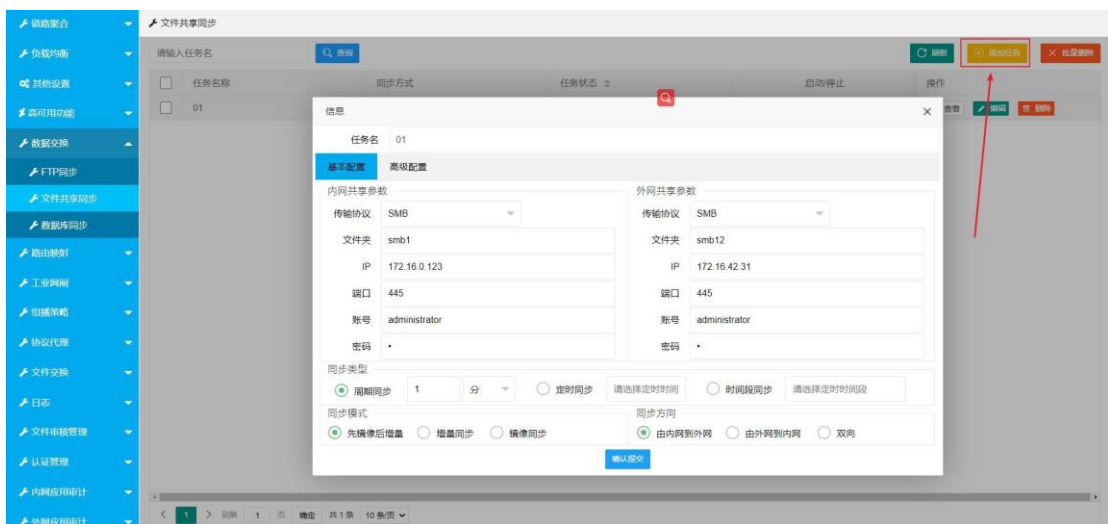 链路聚合
负载均衡
其他设置
高可用功能
数据交换
FTP同步
文件共享同步
数据库同步
路由映射
工业网闸
组播策略
协议代理
文件交换
日志
文件审核管理
认证管理
内网应用审计
外网应用审计
文件共享同步
请输入任务名 查询 刷新 添加任务 批量删除
任务名称 同步方式 任务状态 启动/停止 操作
01 查看 编辑 删除
信息
任务名 01
基本配置 高级配置
内网共享参数 外网共享参数
传输协议 SMB 传输协议 SMB
文件夹 smb1 文件夹 smb12
IP 172.16.0.123 IP 172.16.42.31
端口 445 端口 445
账号 administrator 账号 administrator
密码 • 密码 •
同步类型
周期同步 1 分 定时同步 请选择定时时间 时间段同步 请选择定时时间段
同步模式 同步方向
先镜像后增量 增量同步 镜像同步 由内网到外网 由外网到内网 双向
确认提交
1 到第 1 页 确定 共 1 条 10 条/页